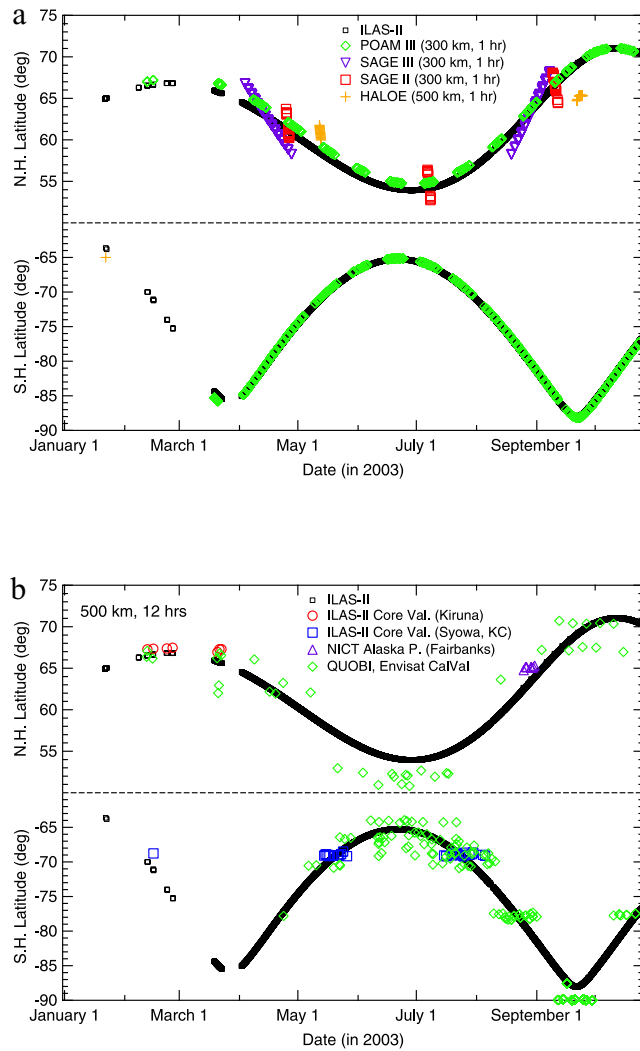 a
ILAS-II
POAM III (300 km, 1 hr)
SAGE III (300 km, 1 hr)
SAGE II (300 km, 1 hr)
HALOE (500 km, 1 hr)
N.H. Latitude (deg)
75
70
65
60
55
S.H. Latitude (deg)
-65
-70
-75
-80
-85
-90
January 1
March 1
May 1
July 1
September 1
Date (in 2003)
b
500 km, 12 hrs
ILAS-II
ILAS-II Core Val. (Kiruna)
ILAS-II Core Val. (Syowa, KC)
NICT Alaska P. (Fairbanks)
QUOBI, Envisat CalVal
N.H. Latitude (deg)
75
70
65
60
55
S.H. Latitude (deg)
-65
-70
-75
-80
-85
-90
January 1
March 1
May 1
July 1
September 1
Date (in 2003)